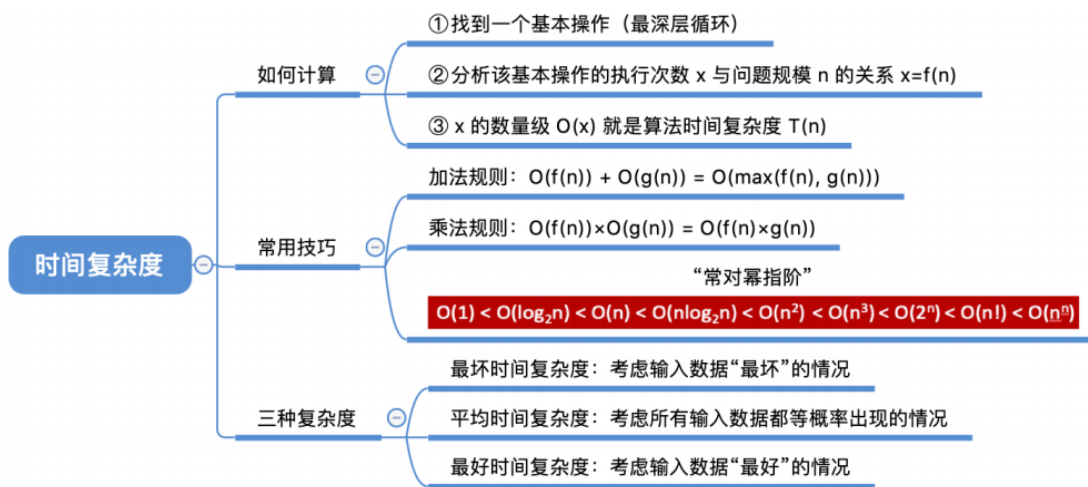 时间复杂度
如何计算
①找到一个基本操作（最深层循环）
②分析该基本操作的执行次数 x 与问题规模 n 的关系 x=f(n)
③ x 的数量级 O(x) 就是算法时间复杂度 T(n)
常用技巧
加法规则：O(f(n)) + O(g(n)) = O(max(f(n), g(n)))
乘法规则：O(f(n))×O(g(n)) = O(f(n)×g(n))
“常对幂指阶”
O(1) < O(log₂n) < O(n) < O(nlog₂n) < O(n²) < O(n³) < O(2ⁿ) < O(n!) < O(nⁿ)
三种复杂度
最坏时间复杂度：考虑输入数据“最坏”的情况
平均时间复杂度：考虑所有输入数据都等概率出现的情况
最好时间复杂度：考虑输入数据“最好”的情况